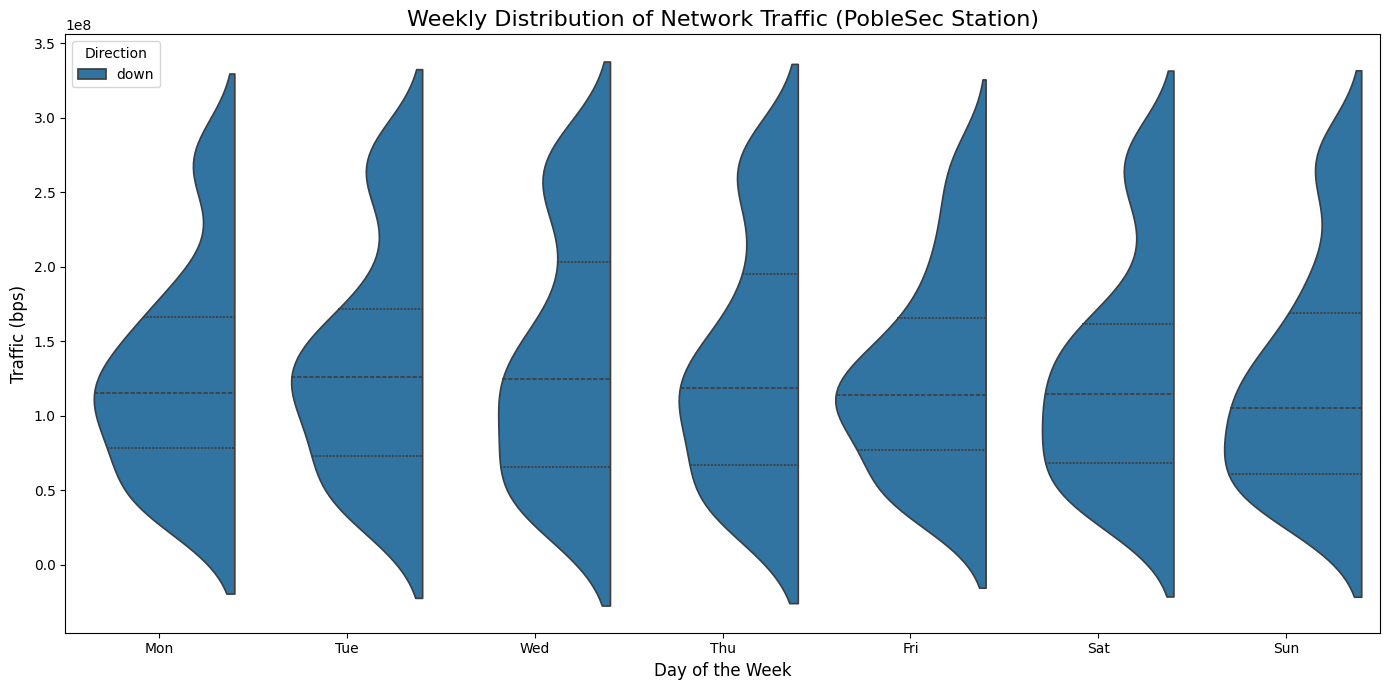 Weekly Distribution of Network Traffic (PobleSec Station)
1e8
Direction
down
3.5
3.0
2.5
2.0
1.5
1.0
0.5
0.0
Traffic (bps)
Mon Tue Wed Thu Fri Sat Sun
Day of the Week